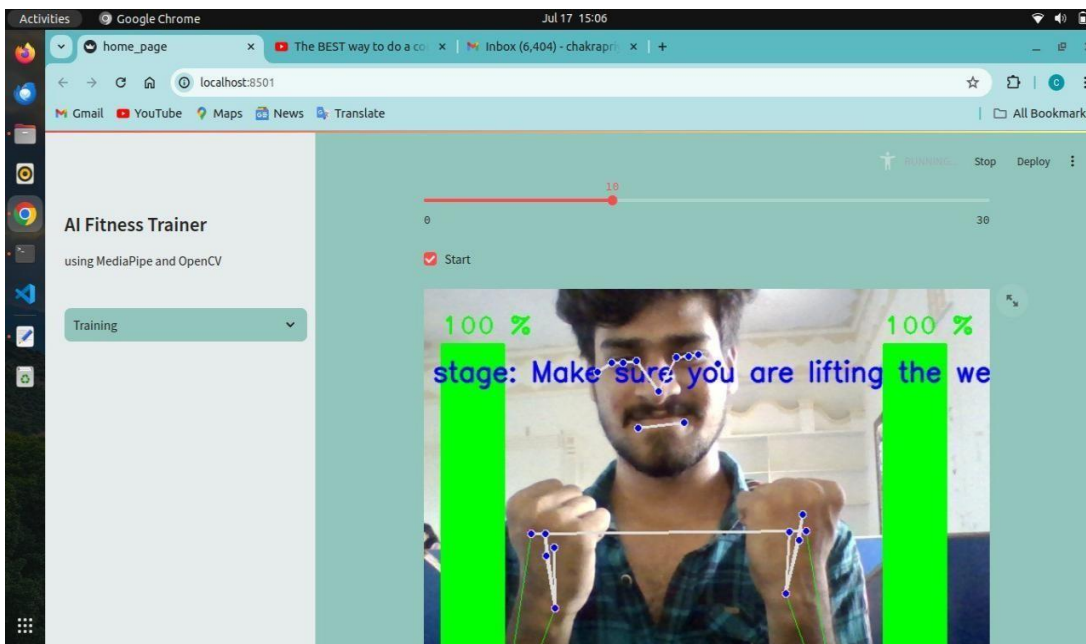 Activities Google Chrome Jul 17 15:06
home_page The BEST way to do a co Inbox (6,404) - chakrapri
localhost:8501
Gmail YouTube Maps News Translate All Bookmark
RUNNING... Stop Deploy
10
0 30
AI Fitness Trainer
using MediaPipe and OpenCV
Start
Training
100 % 100 %
stage: Make sure you are lifting the we